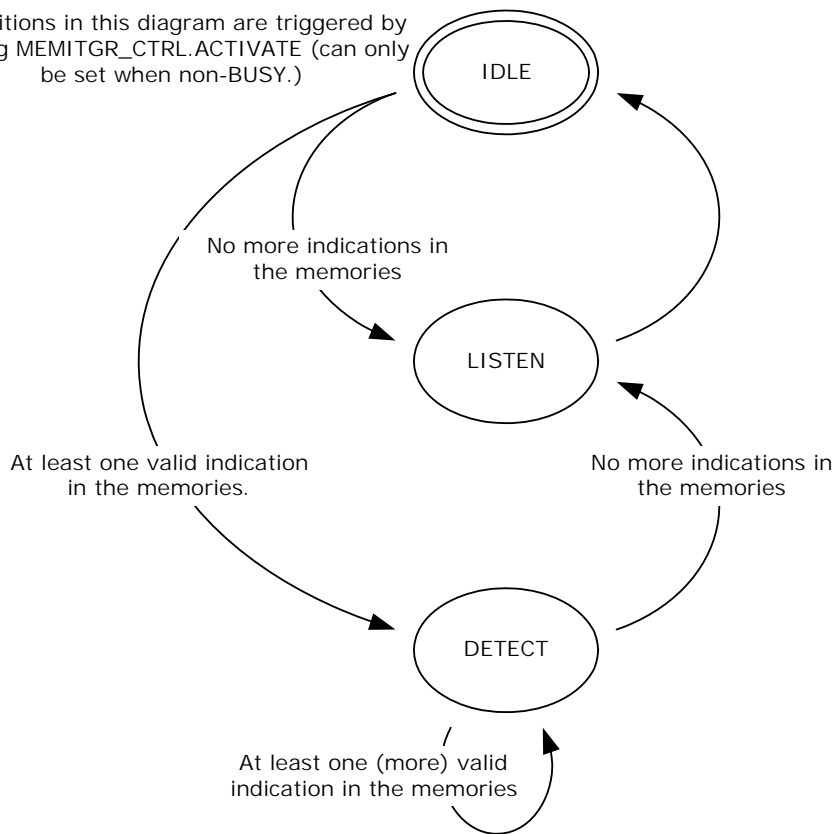 itions in this diagram are triggered by
g MEMITGR_CTRL.ACTIVATE (can only
be set when non-BUSY.)
IDLE
No more indications in
the memories
LISTEN
At least one valid indication
in the memories.
No more indications in
the memories
DETECT
At least one (more) valid
indication in the memories